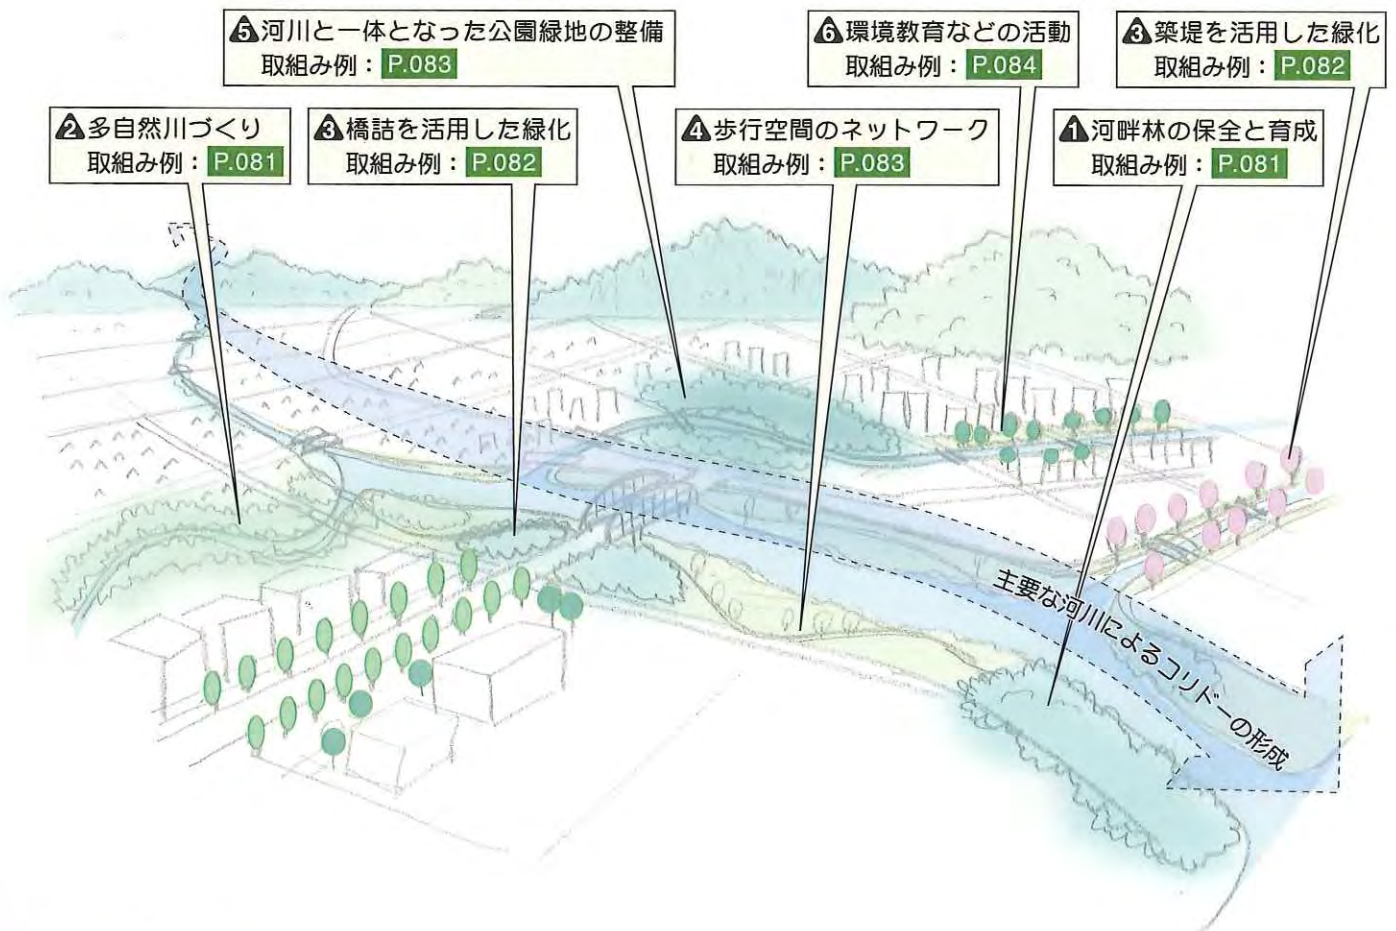 ❺河川と一体となった公園緑地の整備
取組み例：P.083
❻環境教育などの活動
取組み例：P.084
❸築堤を活用した緑化
取組み例：P.082
❷多自然川づくり
取組み例：P.081
❸橋詰を活用した緑化
取組み例：P.082
❹歩行空間のネットワーク
取組み例：P.083
❶河畔林の保全と育成
取組み例：P.081
主要な河川によるコリドーの形成